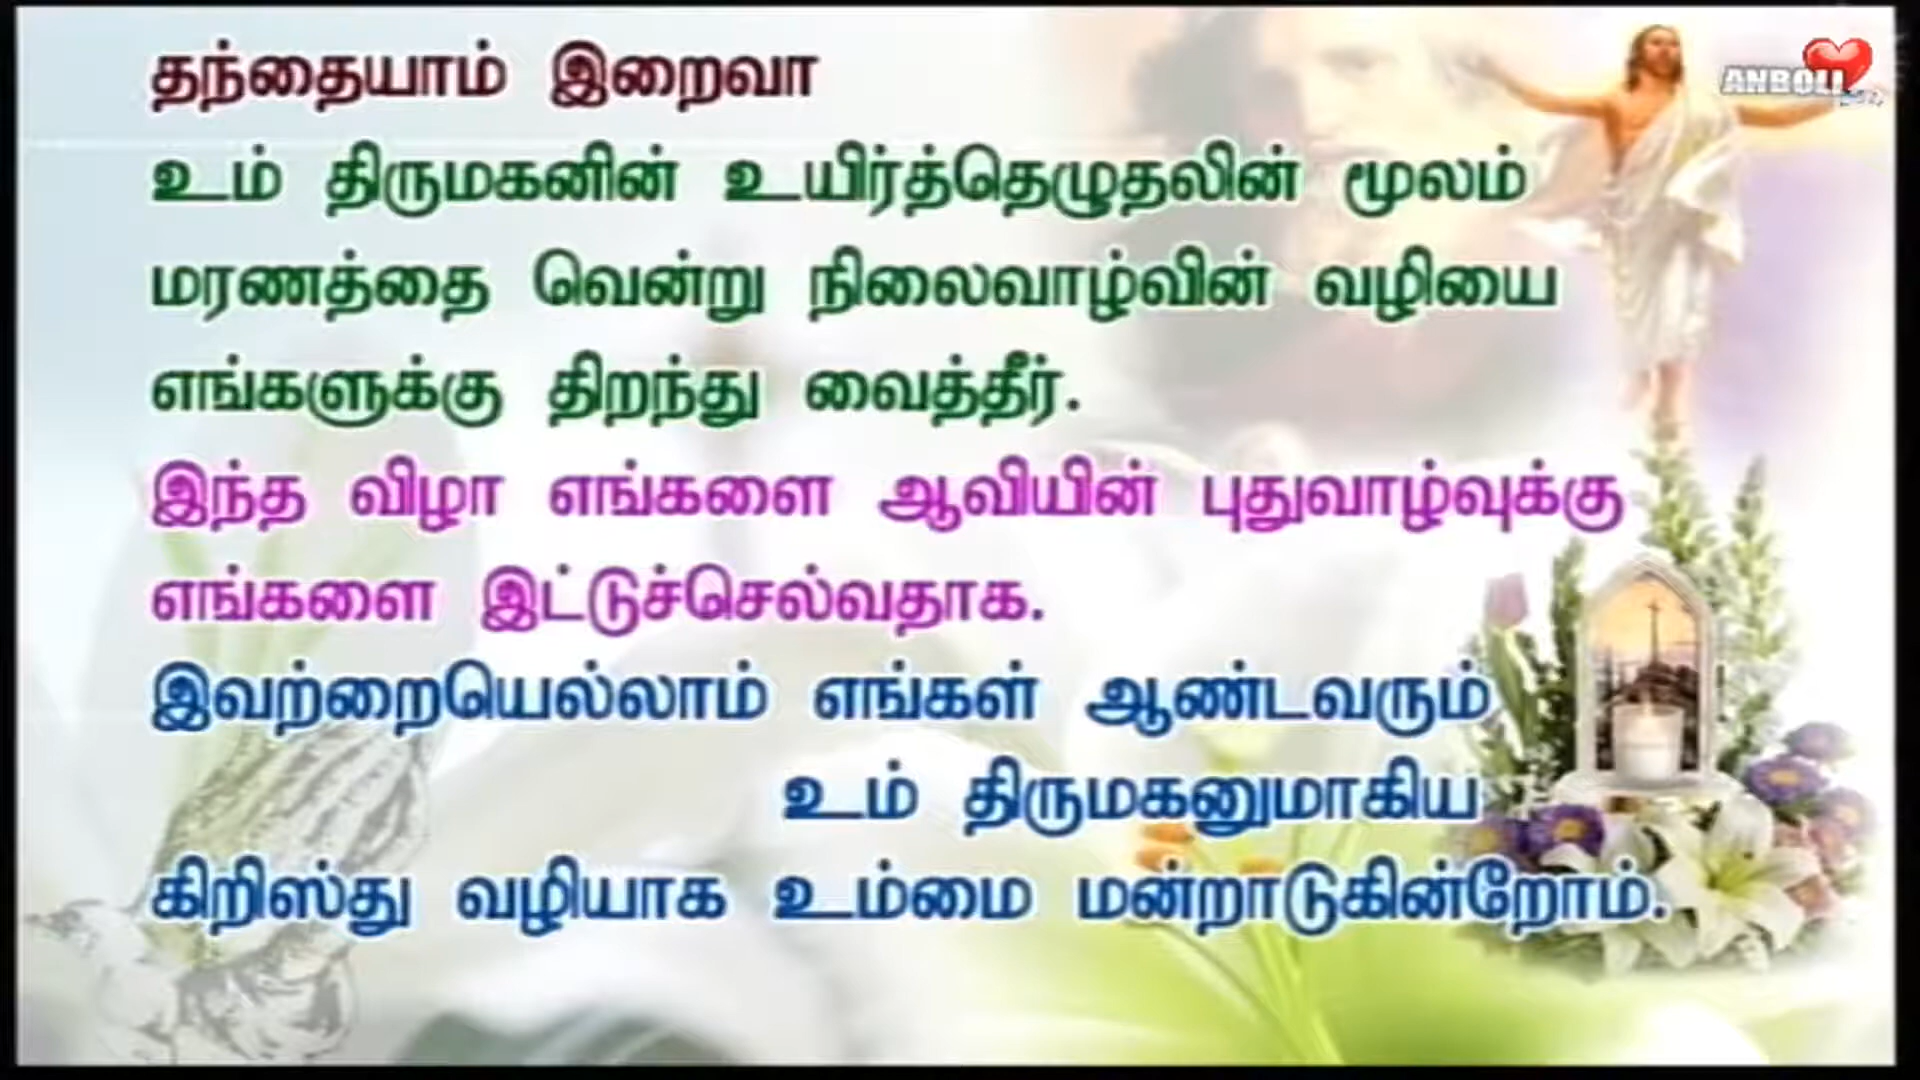 தந்தையாம் இறைவா
உம் திருமகனின் உயிர்த்தெழுதலின் மூலம்
மரணத்தை வென்று நிலைவாழ்வின் வழியை
எங்களுக்கு திறந்து வைத்தீர்.
இந்த விழா எங்களை ஆவியின் புதுவாழ்வுக்கு
எங்களை இட்டுச்செல்வதாக.
இவற்றையெல்லாம் எங்கள் ஆண்டவரும்
உம் திருமகனுமாகிய
கிறிஸ்து வழியாக உம்மை மன்றாடுகின்றோம்.
ANBOLI